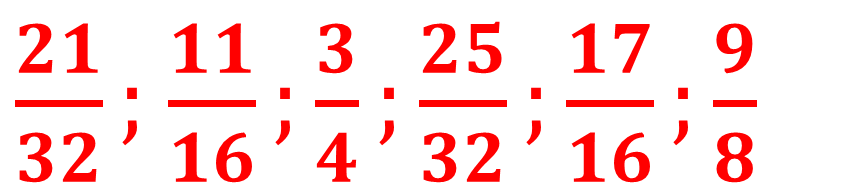 21/32 ; 11/16 ; 3/4 ; 25/32 ; 17/16 ; 9/8